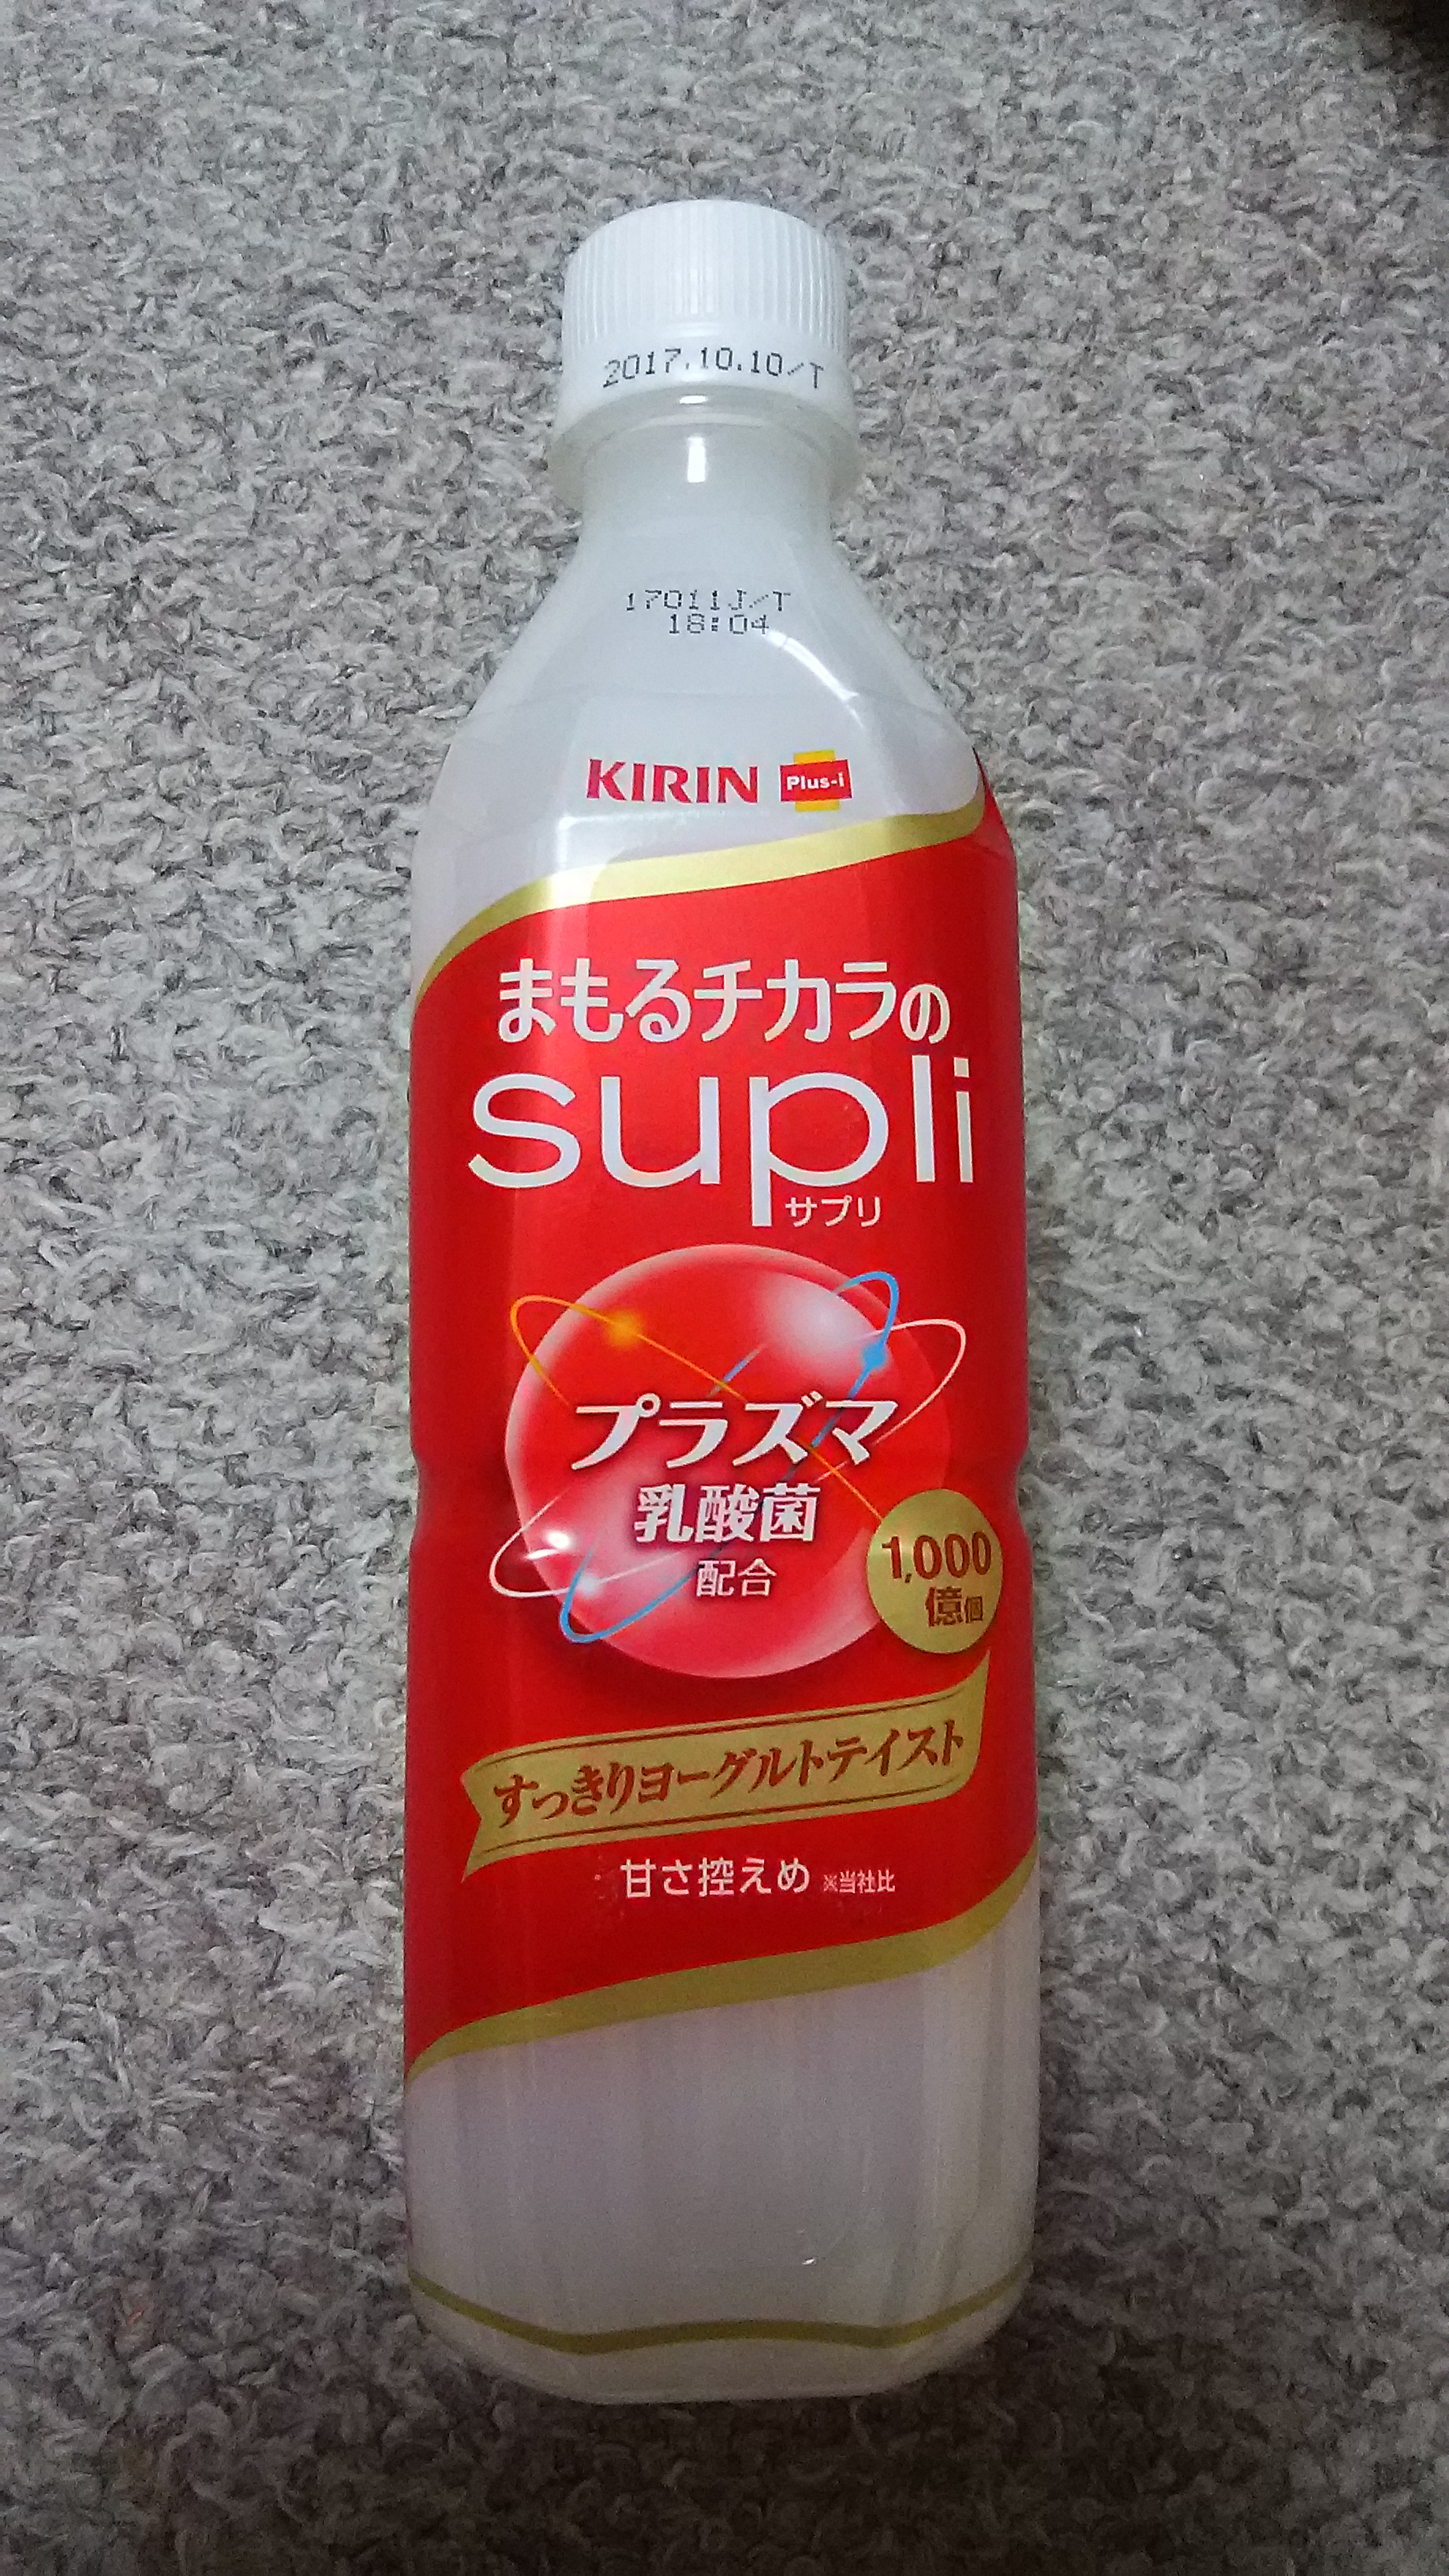 2017.10.10/T
17011J/T
18:04
KIRIN Plus-i
まもるチカラの
supli
サプリ
プラズマ
乳酸菌
配合
1,000
億個
すっきりヨーグルトテイスト
甘さ控えめ ※当社比